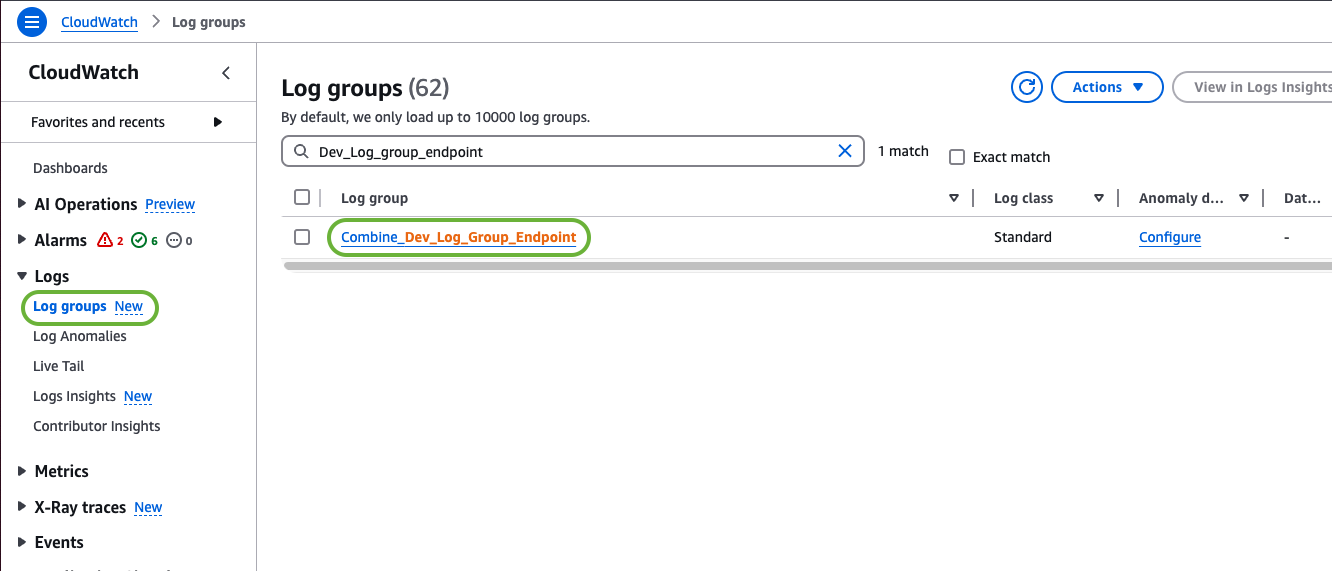 CloudWatch > Log groups
CloudWatch
Favorites and recents
Dashboards
AI Operations Preview
Alarms 2 6 0
Logs
Log groups New
Log Anomalies
Live Tail
Logs Insights New
Contributor Insights
Metrics
X-Ray traces New
Events
Log groups (62)
Actions
View in Logs Insights
By default, we only load up to 10000 log groups.
Dev_Log_group_endpoint
1 match
Exact match
Log group Log class Anomaly d... Dat...
Combine_Dev_Log_Group_Endpoint Standard Configure -